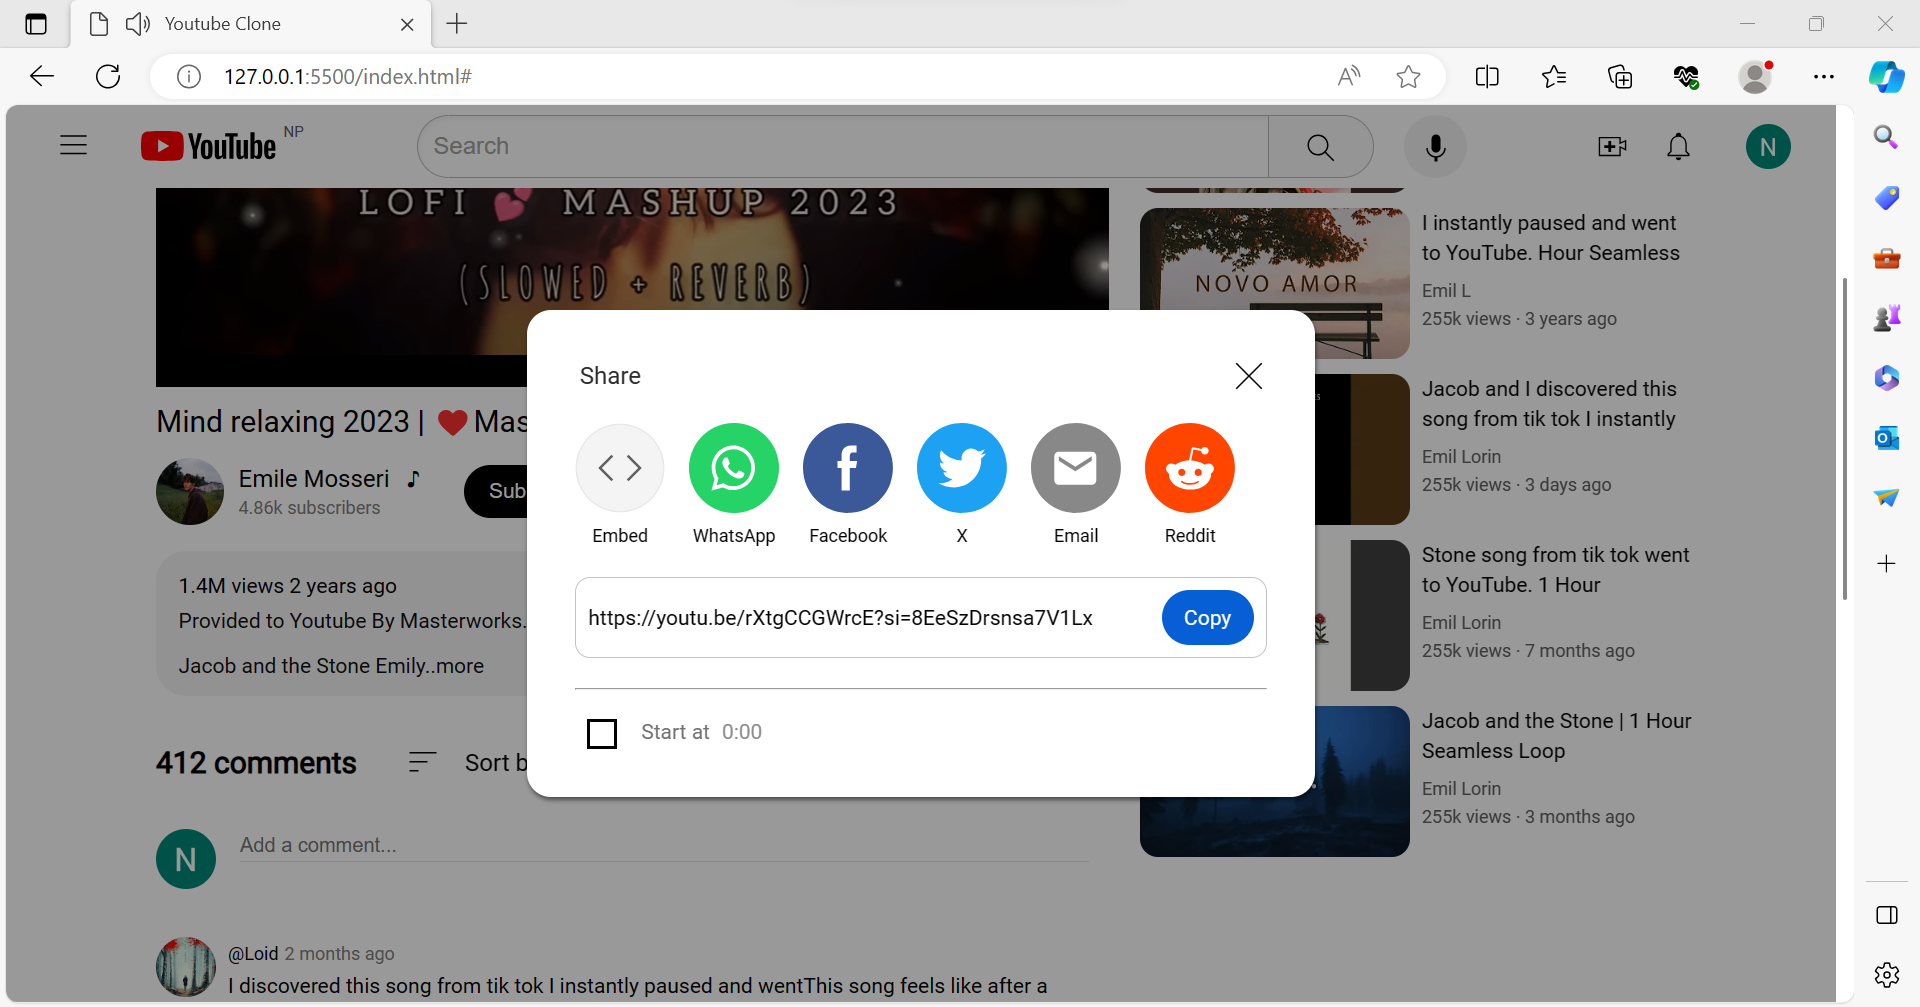 Youtube Clone
127.0.0.1:5500/index.html#
YouTube NP
Search
N
LOFI 💕 MASHUP 2023
(SLOWED + REVERB)
Mind relaxing 2023 | ❤️Mas
Emile Mosseri ♪
4.86k subscribers
Sub
1.4M views 2 years ago
Provided to Youtube By Masterworks.
Jacob and the Stone Emily..more
412 comments
Sort b
N
Add a comment...
@Loid 2 months ago
I discovered this song from tik tok I instantly paused and wentThis song feels like after a
Share
Embed
WhatsApp
Facebook
X
Email
Reddit
https://youtu.be/rXtgCCGWrcE?si=8EeSzDrsnsa7V1Lx
Copy
Start at 0:00
NOVO AMOR
I instantly paused and went
to YouTube. Hour Seamless
Emil L
255k views · 3 years ago
Jacob and I discovered this
song from tik tok I instantly
Emil Lorin
255k views · 3 days ago
Stone song from tik tok went
to YouTube. 1 Hour
Emil Lorin
255k views · 7 months ago
Jacob and the Stone | 1 Hour
Seamless Loop
Emil Lorin
255k views · 3 months ago